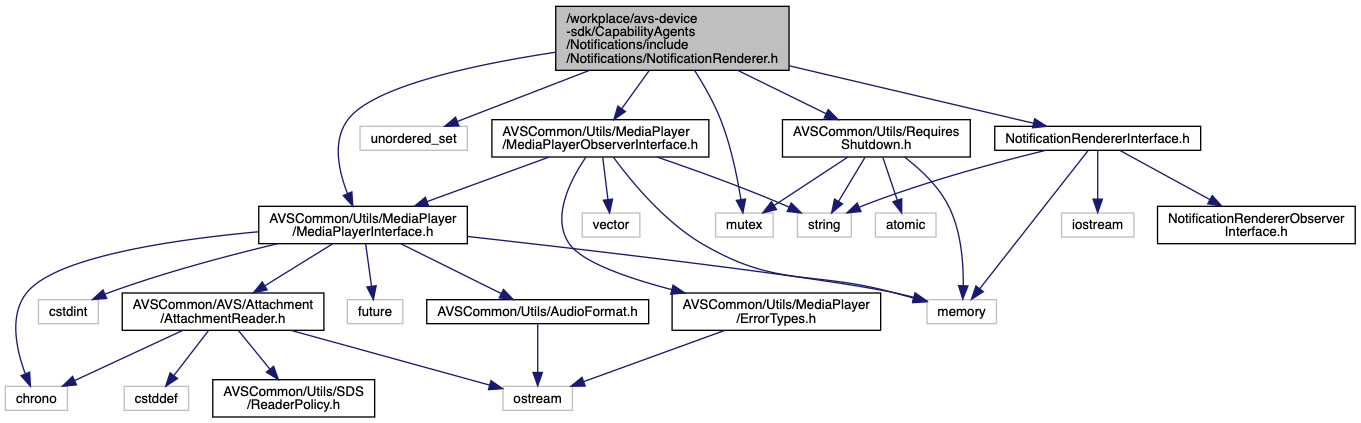 /workplace/avs-device
-sdk/CapabilityAgents
/Notifications/include
/Notifications/NotificationRenderer.h
unordered_set
AVSCommon/Utils/MediaPlayer
/MediaPlayerObserverInterface.h
AVSCommon/Utils/Requires
Shutdown.h
NotificationRendererInterface.h
AVSCommon/Utils/MediaPlayer
/MediaPlayerInterface.h
vector
mutex
string
atomic
iostream
NotificationRendererObserver
Interface.h
cstdint
AVSCommon/AVS/Attachment
/AttachmentReader.h
future
AVSCommon/Utils/AudioFormat.h
AVSCommon/Utils/MediaPlayer
/ErrorTypes.h
memory
chrono
cstddef
AVSCommon/Utils/SDS
/ReaderPolicy.h
ostream